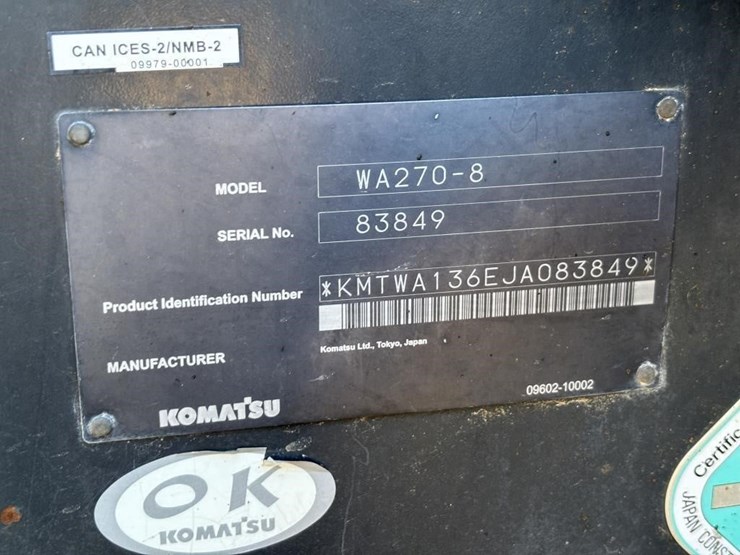 CAN ICES-2/NMB-2
09979-00001
MODEL WA270-8
SERIAL No. 83849
Product Identification Number *KMTWA136EJA083849*
MANUFACTURER Komatsu Ltd., Tokyo, Japan
KOMATSU 09602-10002
OK
KOMATSU
JAPAN